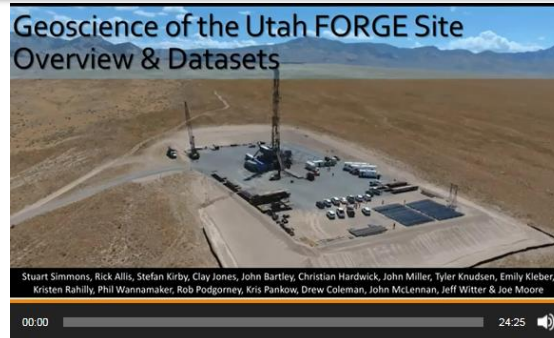 Geoscience of the Utah FORGE Site
Overview & Datasets
Stuart Simmons, Rick Allis, Stefan Kirby, Clay Jones, John Bartley, Christian Hardwick, John Miller, Tyler Knudsen, Emily Kleber,
Kristen Rahilly, Phil Wannamaker, Rob Podgorney, Kris Pankow, Drew Coleman, John McLennan, Jeff Witter & Joe Moore
00:00 24:25